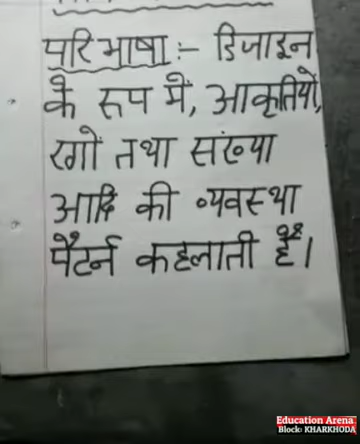 परिभाषा :- डिजाइन
के रूप में, आकृतियों,
रंगों तथा संख्या
आदि की व्यवस्था
पैटर्न कहलाती हैं।
Education Arena
Block: KHARKHODA